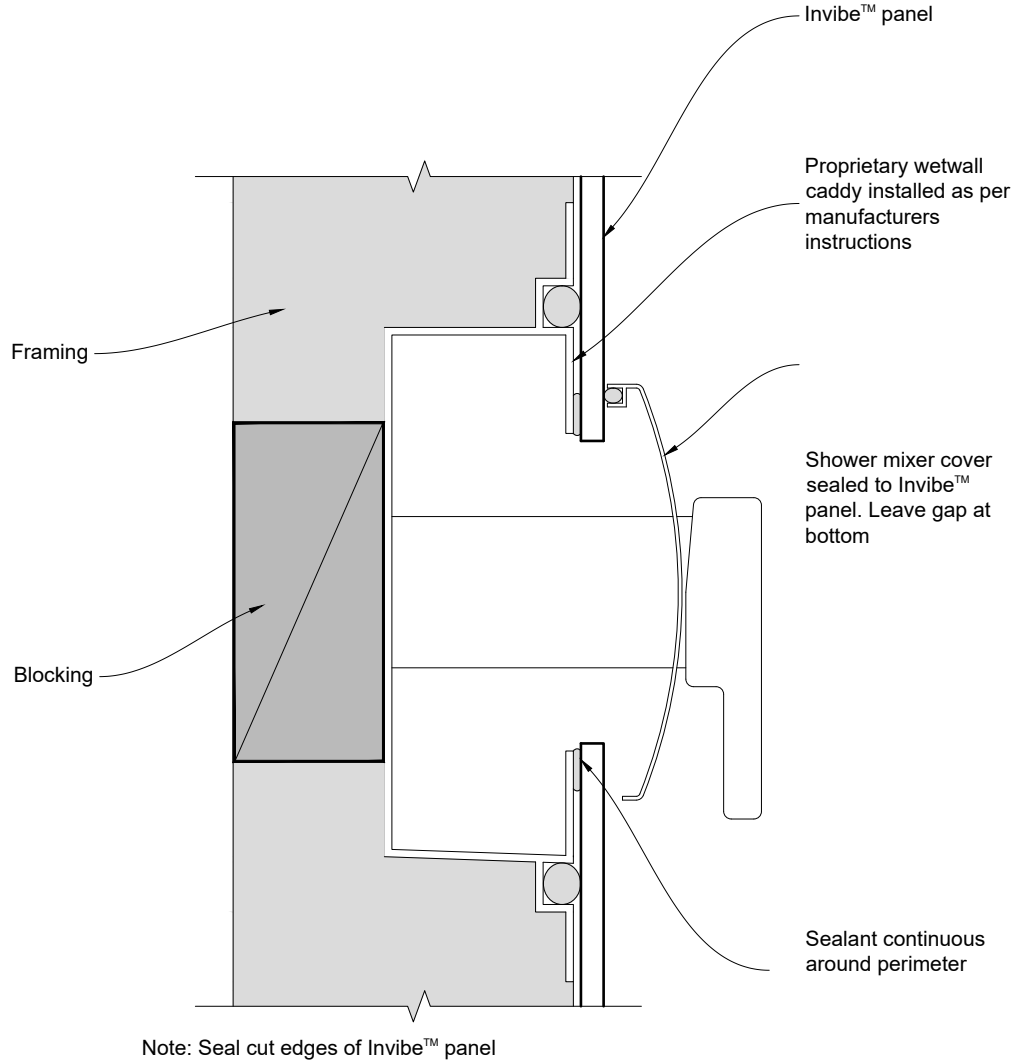 Invibe™ panel
Proprietary wetwall
caddy installed as per
manufacturers
instructions
Framing
Shower mixer cover
sealed to Invibe™
panel. Leave gap at
bottom
Blocking
Sealant continuous
around perimeter
Note: Seal cut edges of Invibe™ panel